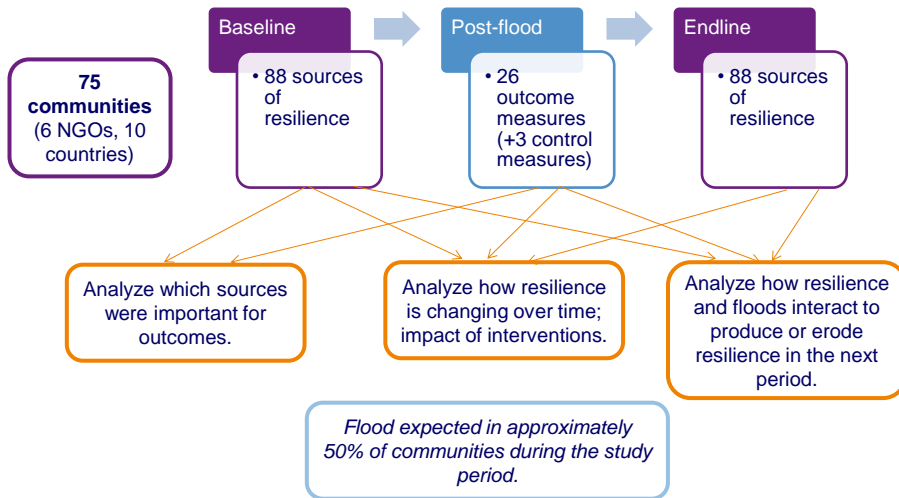 Baseline
Post-flood
Endline
75
communities
(6 NGOs, 10
countries)
• 88 sources
of
resilience
• 26
outcome
measures
(+3 control
measures)
• 88 sources
of
resilience
Analyze which sources
were important for
outcomes.
Analyze how resilience
is changing over time;
impact of interventions.
Analyze how resilience
and floods interact to
produce or erode
resilience in the next
period.
Flood expected in approximately
50% of communities during the study
period.